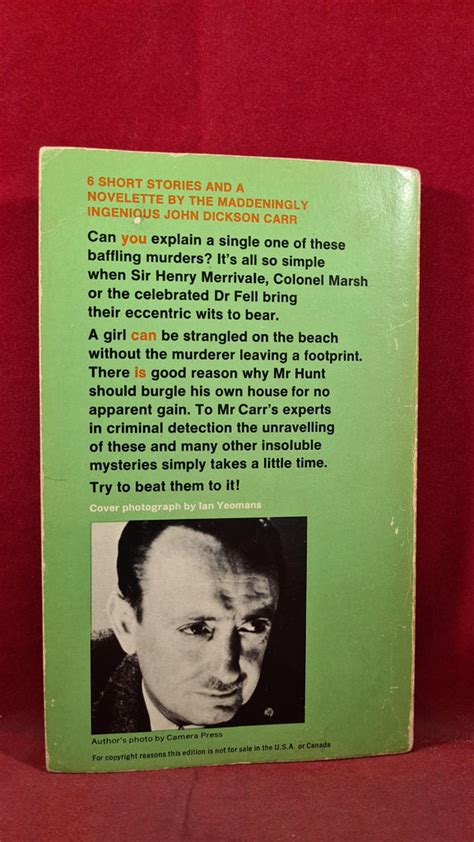 6 SHORT STORIES AND A
NOVELETTE BY THE MADDENINGLY
INGENIOUS JOHN DICKSON CARR
Can you explain a single one of these
baffling murders? It's all so simple
when Sir Henry Merrivale, Colonel Marsh
or the celebrated Dr Fell bring
their eccentric wits to bear.
A girl can be strangled on the beach
without the murderer leaving a footprint.
There is good reason why Mr Hunt
should burgle his own house for no
apparent gain. To Mr Carr's experts
in criminal detection the unravelling
of these and many other insoluble
mysteries simply takes a little time.
Try to beat them to it!
Cover photograph by Ian Yeomans
Author's photo by Camera Press
For copyright reasons this edition is not for sale in the U.S.A. or Canada